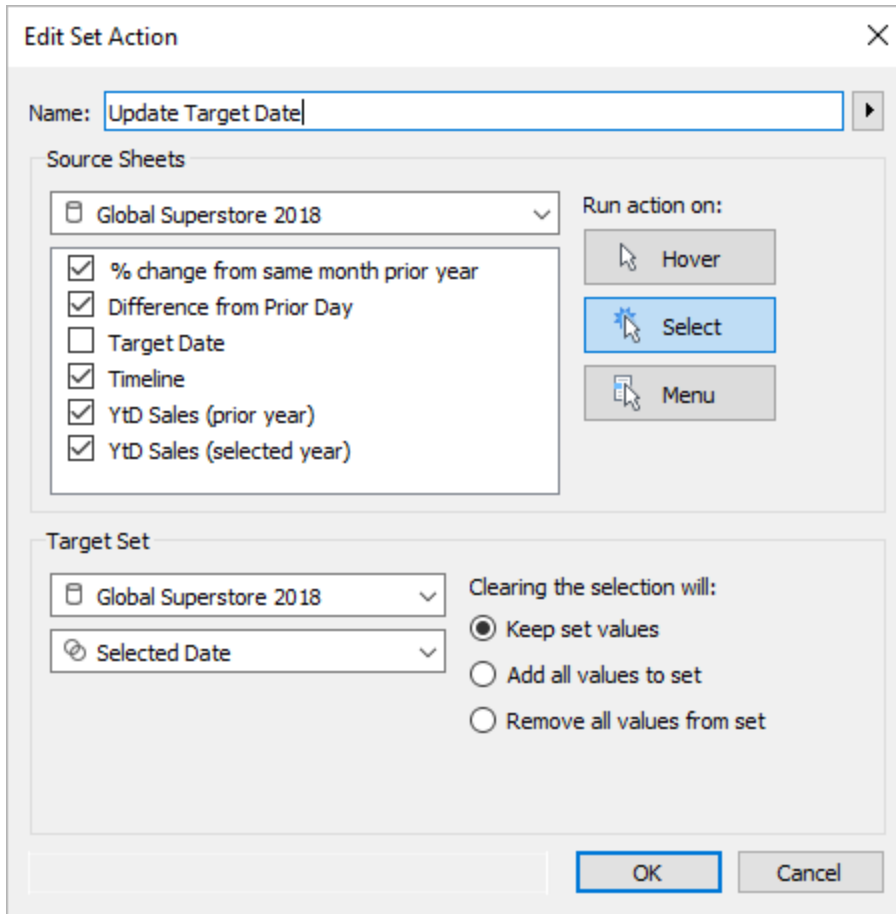 Edit Set Action
Name: Update Target Date
Source Sheets
Global Superstore 2018
Run action on:
% change from same month prior year
Difference from Prior Day
Target Date
Timeline
YtD Sales (prior year)
YtD Sales (selected year)
Hover
Select
Menu
Target Set
Global Superstore 2018
Selected Date
Clearing the selection will:
Keep set values
Add all values to set
Remove all values from set
OK Cancel